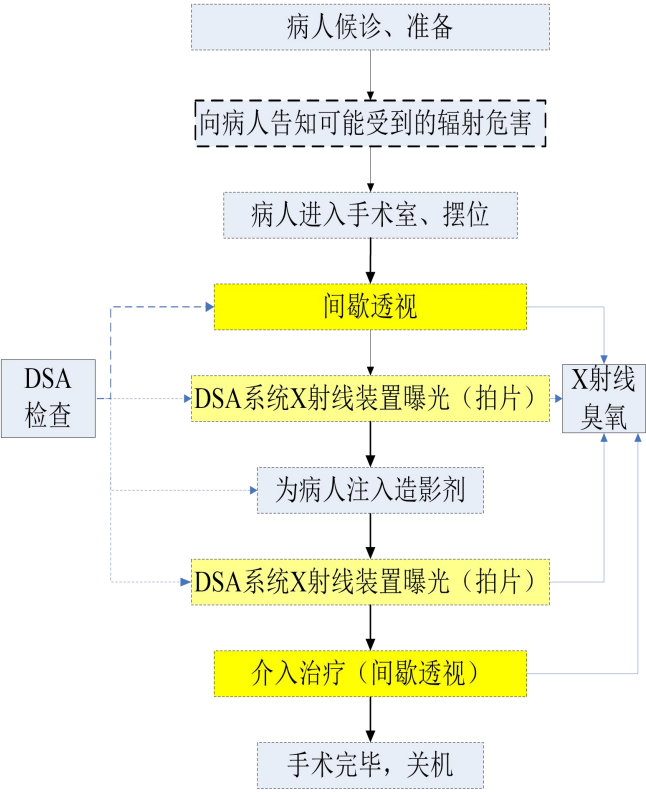 病人候诊、准备
向病人告知可能受到的辐射危害
病人进入手术室、摆位
间歇透视
DSA
检查
DSA系统X射线装置曝光（拍片）
X射线
臭氧
为病人注入造影剂
DSA系统X射线装置曝光（拍片）
介入治疗（间歇透视）
手术完毕，关机